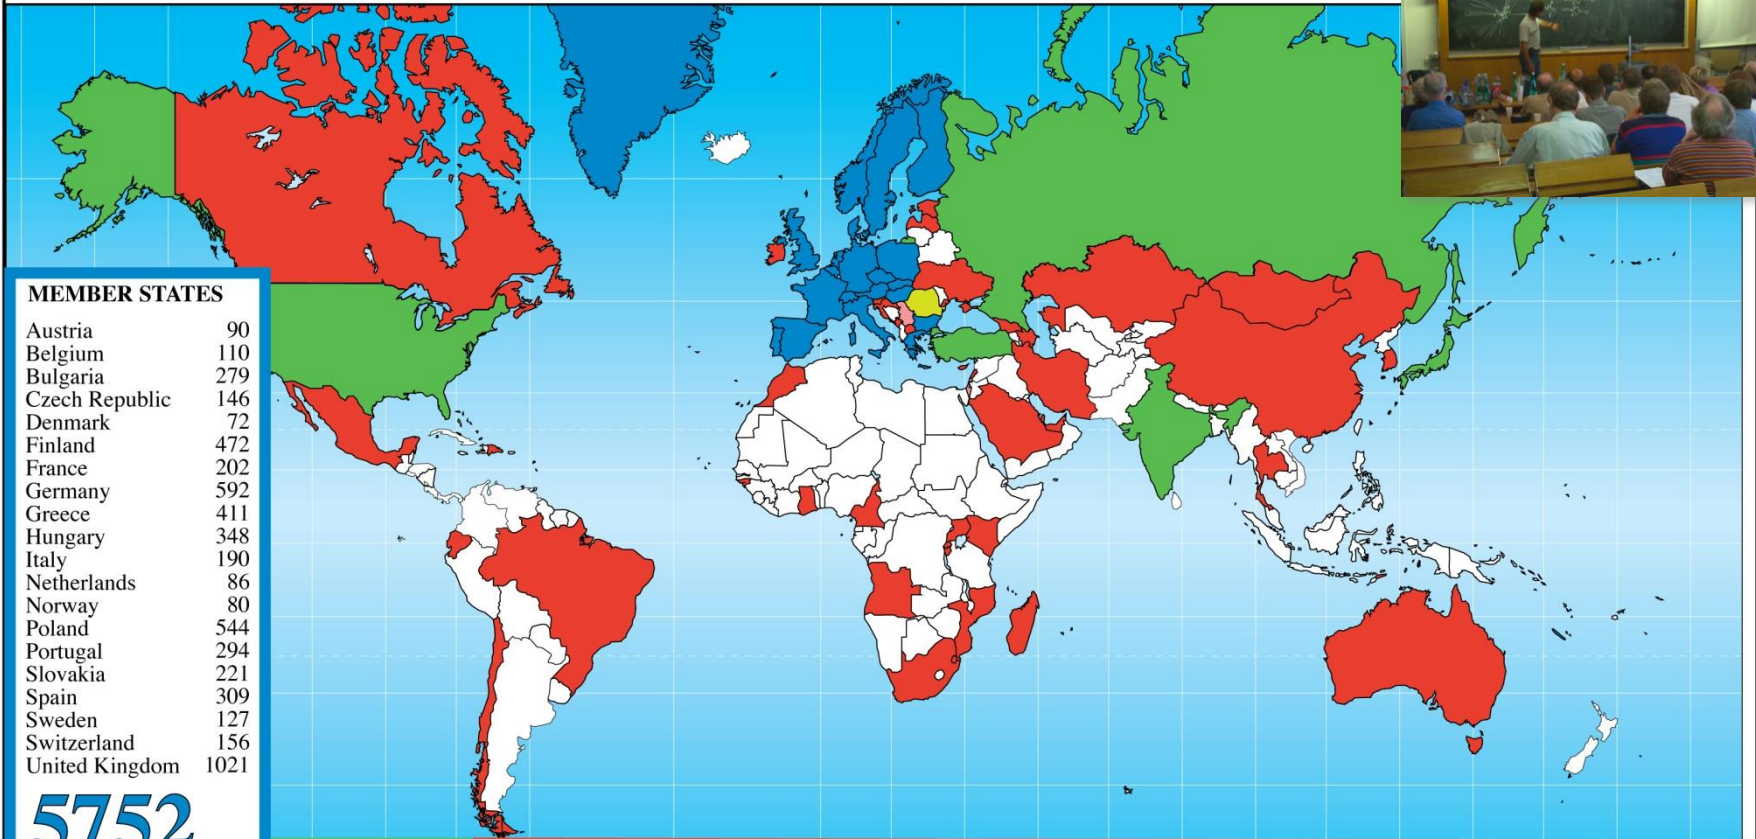 MEMBER STATES
Austria 90
Belgium 110
Bulgaria 279
Czech Republic 146
Denmark 72
Finland 472
France 202
Germany 592
Greece 411
Hungary 348
Italy 190
Netherlands 86
Norway 80
Poland 544
Portugal 294
Slovakia 221
Spain 309
Sweden 127
Switzerland 156
United Kingdom 1021
5752